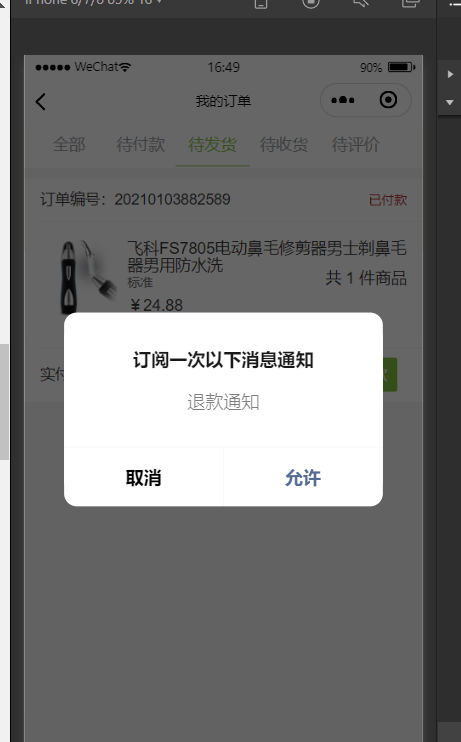 iPhone 6/7/8 85% 16
WeChat 16:49 90%
我的订单
全部 待付款 待发货 待收货 待评价
订单编号：20210103882589 已付款
飞科FS7805电动鼻毛修剪器男士剃鼻毛
器男用防水洗
标准
共 1 件商品
￥24.88
订阅一次以下消息通知
退款通知
实付
取消 允许